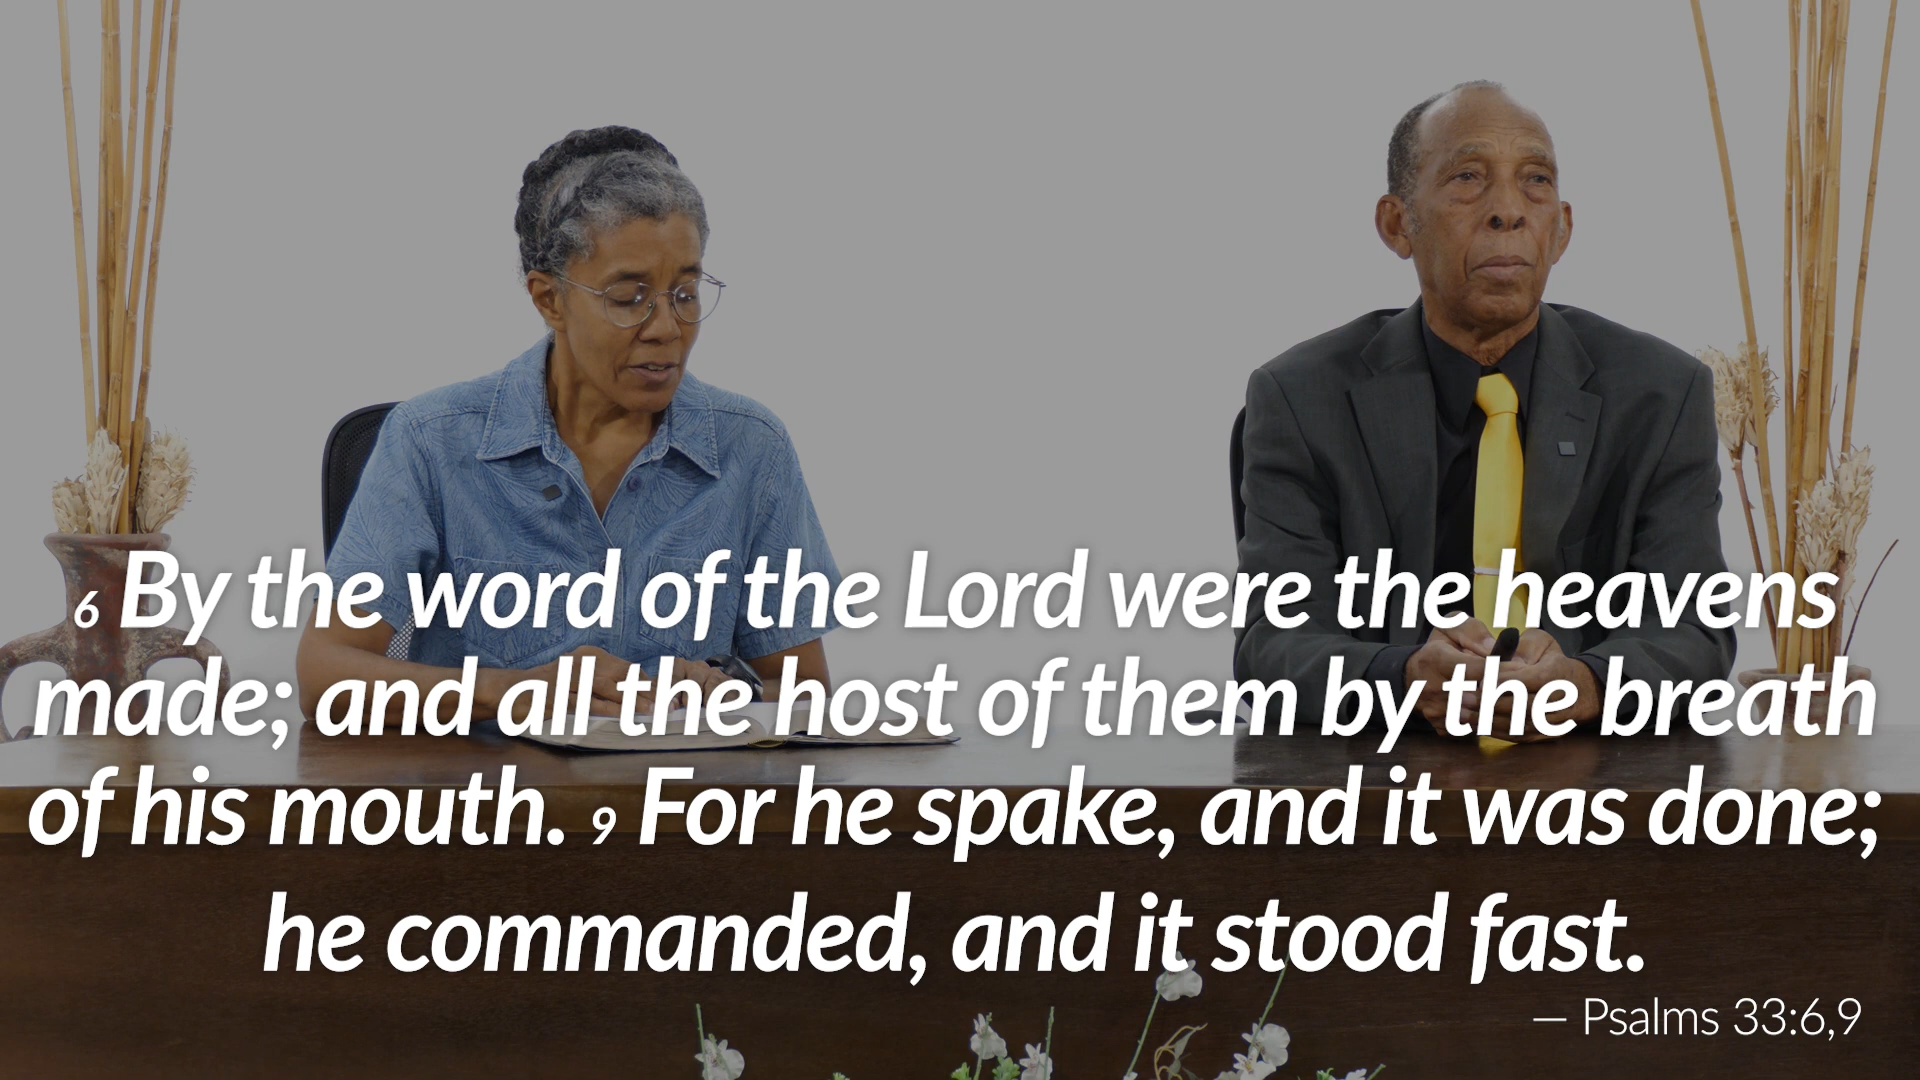 6 By the word of the Lord were the heavens
made; and all the host of them by the breath
of his mouth. 9 For he spake, and it was done;
he commanded, and it stood fast.
— Psalms 33:6,9